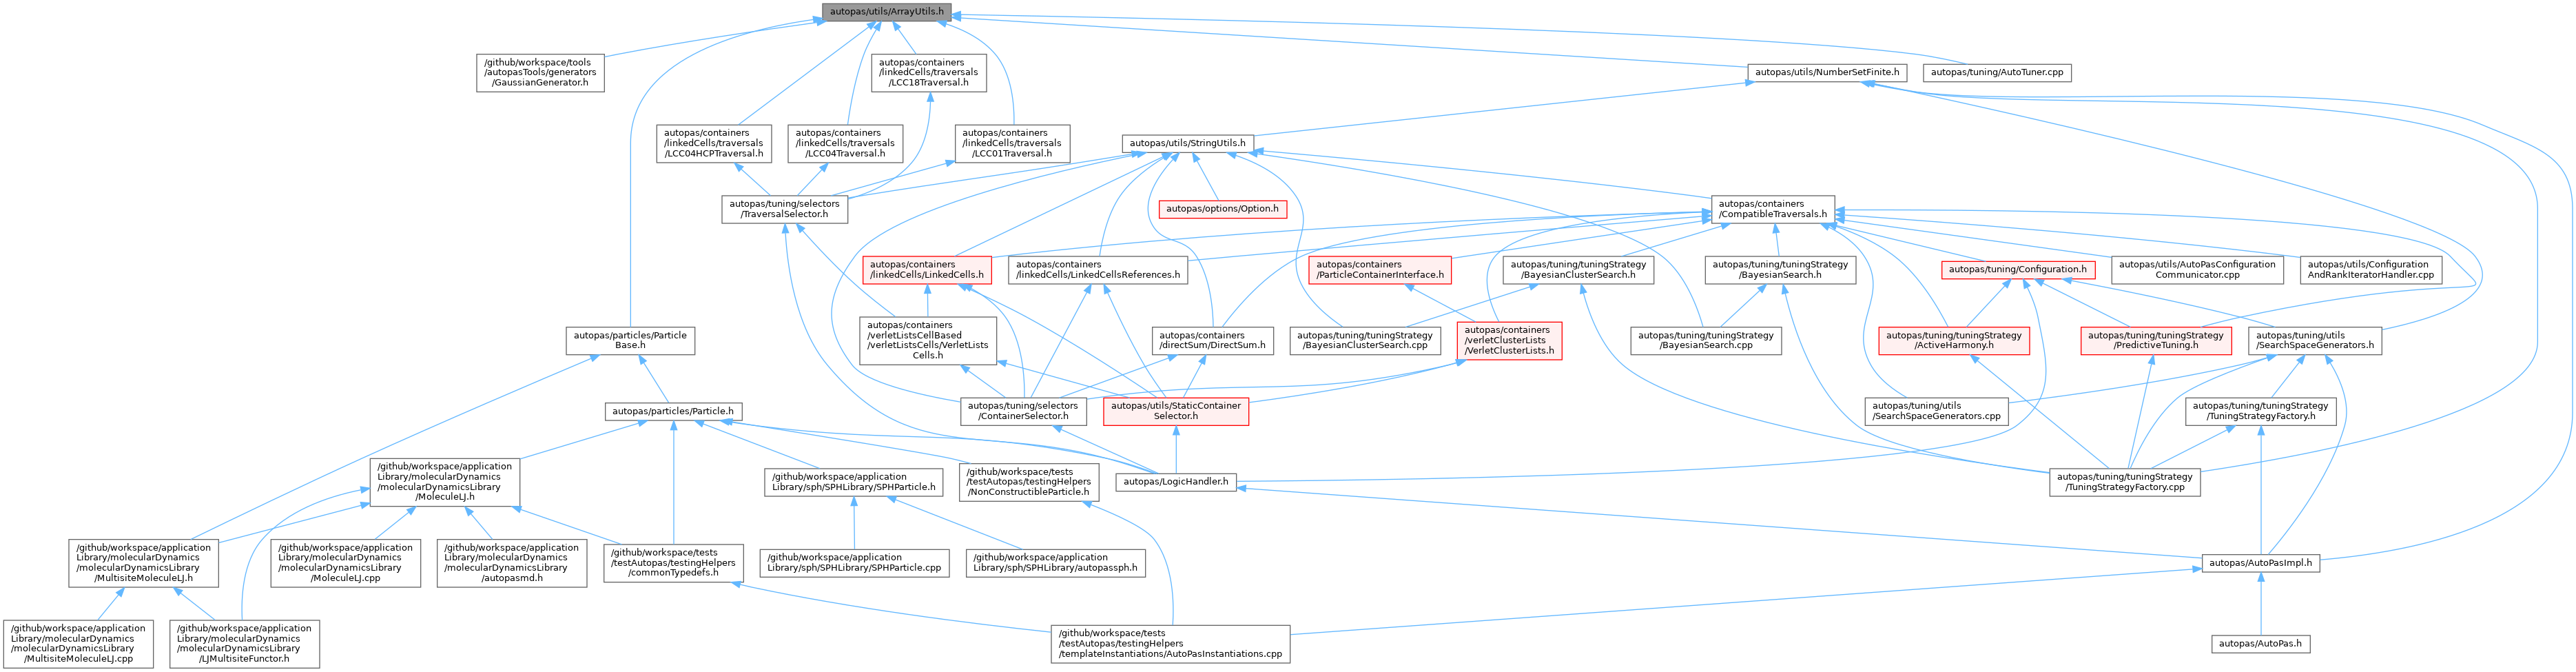 autopas/utils/ArrayUtils.h
/github/workspace/tools
/autopasTools/generators
/GaussianGenerator.h
autopas/containers
/linkedCells/traversals
/LCC18Traversal.h
autopas/utils/NumberSetFinite.h
autopas/tuning/AutoTuner.cpp
autopas/containers
/linkedCells/traversals
/LCC04HCPTraversal.h
autopas/containers
/linkedCells/traversals
/LCC04Traversal.h
autopas/containers
/linkedCells/traversals
/LCC01Traversal.h
autopas/utils/StringUtils.h
autopas/tuning/selectors
/TraversalSelector.h
autopas/options/Option.h
autopas/containers
/CompatibleTraversals.h
autopas/containers
/linkedCells/LinkedCells.h
autopas/containers
/linkedCells/LinkedCellsReferences.h
autopas/containers
/ParticleContainerInterface.h
autopas/tuning/tuningStrategy
/BayesianClusterSearch.h
autopas/tuning/tuningStrategy
/BayesianSearch.h
autopas/tuning/Configuration.h
autopas/utils/AutoPasConfiguration
Communicator.cpp
autopas/utils/Configuration
AndRankIteratorHandler.cpp
autopas/particles/Particle
Base.h
autopas/containers
/verletListsCellBased
/verletListsCells/VerletLists
Cells.h
autopas/containers
/directSum/DirectSum.h
autopas/tuning/tuningStrategy
/BayesianClusterSearch.cpp
autopas/containers
/verletClusterLists
/VerletClusterLists.h
autopas/tuning/tuningStrategy
/BayesianSearch.cpp
autopas/tuning/tuningStrategy
/ActiveHarmony.h
autopas/tuning/tuningStrategy
/PredictiveTuning.h
autopas/tuning/utils
/SearchSpaceGenerators.h
autopas/particles/Particle.h
autopas/tuning/selectors
/ContainerSelector.h
autopas/utils/StaticContainer
Selector.h
autopas/tuning/utils
/SearchSpaceGenerators.cpp
autopas/tuning/tuningStrategy
/TuningStrategyFactory.h
/github/workspace/application
Library/molecularDynamics
/molecularDynamicsLibrary
/MoleculeLJ.h
/github/workspace/application
Library/sph/SPHLibrary/SPHParticle.h
/github/workspace/tests
/testAutopas/testingHelpers
/NonConstructibleParticle.h
autopas/LogicHandler.h
autopas/tuning/tuningStrategy
/TuningStrategyFactory.cpp
/github/workspace/application
Library/molecularDynamics
/molecularDynamicsLibrary
/MultisiteMoleculeLJ.h
/github/workspace/application
Library/molecularDynamics
/molecularDynamicsLibrary
/MoleculeLJ.cpp
/github/workspace/application
Library/molecularDynamics
/molecularDynamicsLibrary
/autopasmd.h
/github/workspace/tests
/testAutopas/testingHelpers
/commonTypedefs.h
/github/workspace/application
Library/sph/SPHLibrary/SPHParticle.cpp
/github/workspace/application
Library/sph/SPHLibrary/autopassph.h
autopas/AutoPasImpl.h
/github/workspace/application
Library/molecularDynamics
/molecularDynamicsLibrary
/MultisiteMoleculeLJ.cpp
/github/workspace/application
Library/molecularDynamics
/molecularDynamicsLibrary
/LJMultisiteFunctor.h
/github/workspace/tests
/testAutopas/testingHelpers
/templateInstantiations/AutoPasInstantiations.cpp
autopas/AutoPas.h